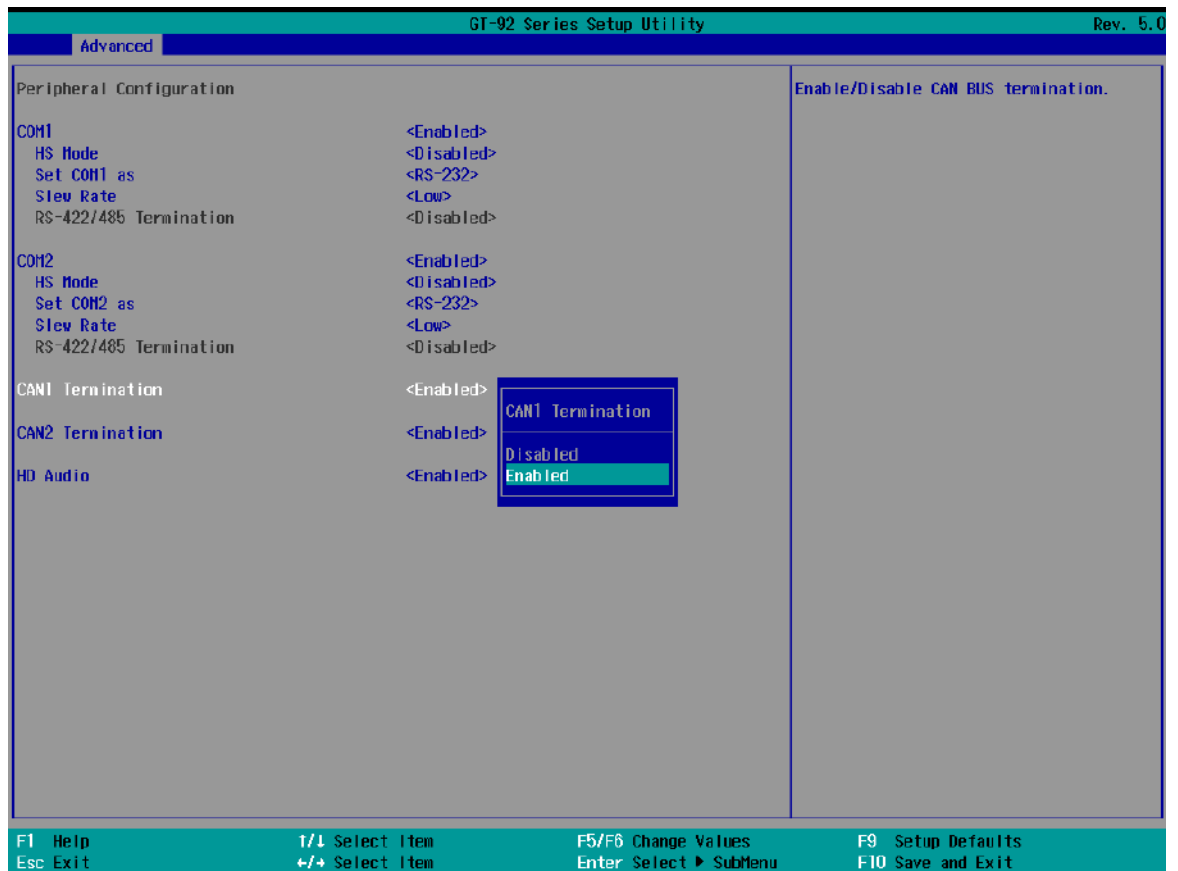 GT-92 Series Setup Utility Rev. 5.0
Advanced
Peripheral Configuration
Enable/Disable CAN BUS termination.
COM1 <Enabled>
HS Mode <Disabled>
Set COM1 as <RS-232>
Slew Rate <Low>
RS-422/485 Termination <Disabled>
COM2 <Enabled>
HS Mode <Disabled>
Set COM2 as <RS-232>
Slew Rate <Low>
RS-422/485 Termination <Disabled>
CAN1 Termination <Enabled>
CAN2 Termination <Enabled>
HD Audio <Enabled>
CAN1 Termination
Disabled
Enabled
F1 Help ↑/↓ Select Item F5/F6 Change Values F9 Setup Defaults
Esc Exit ←/→ Select Item Enter Select ▶ SubMenu F10 Save and Exit